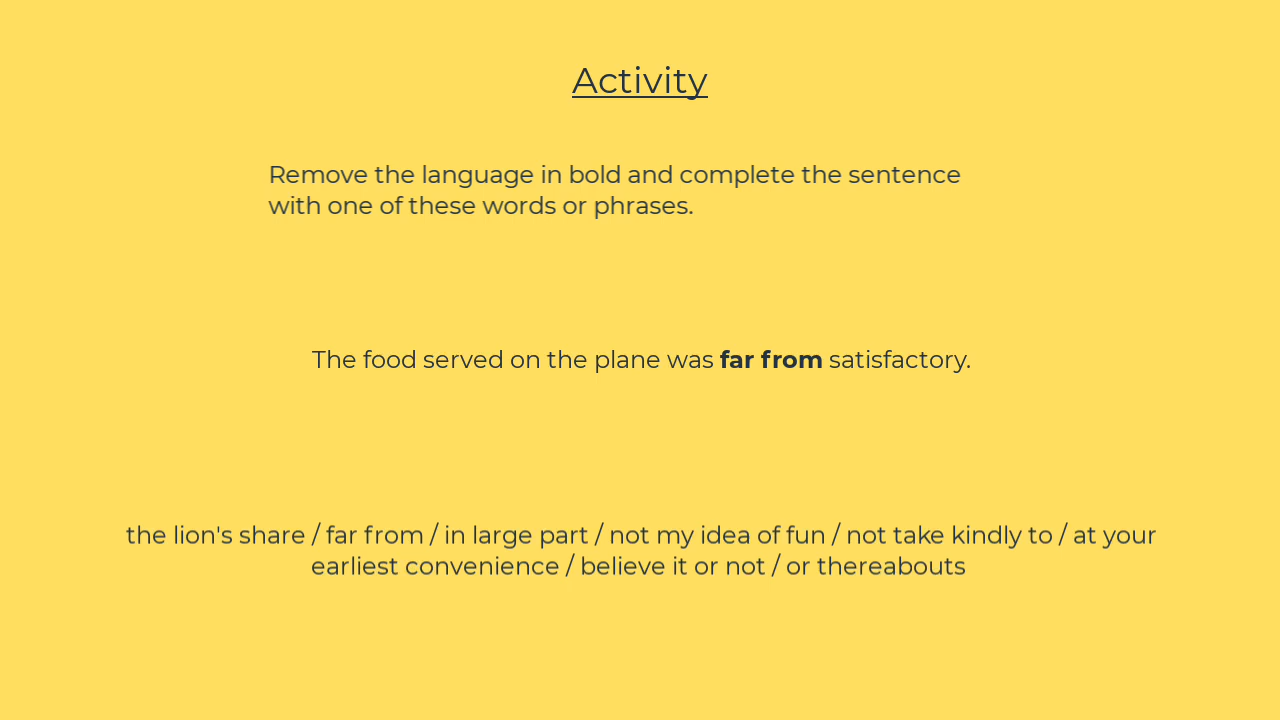 Activity
Remove the language in bold and complete the sentence
with one of these words or phrases.
The food served on the plane was far from satisfactory.
the lion's share / far from / in large part / not my idea of fun / not take kindly to / at your
earliest convenience / believe it or not / or thereabouts